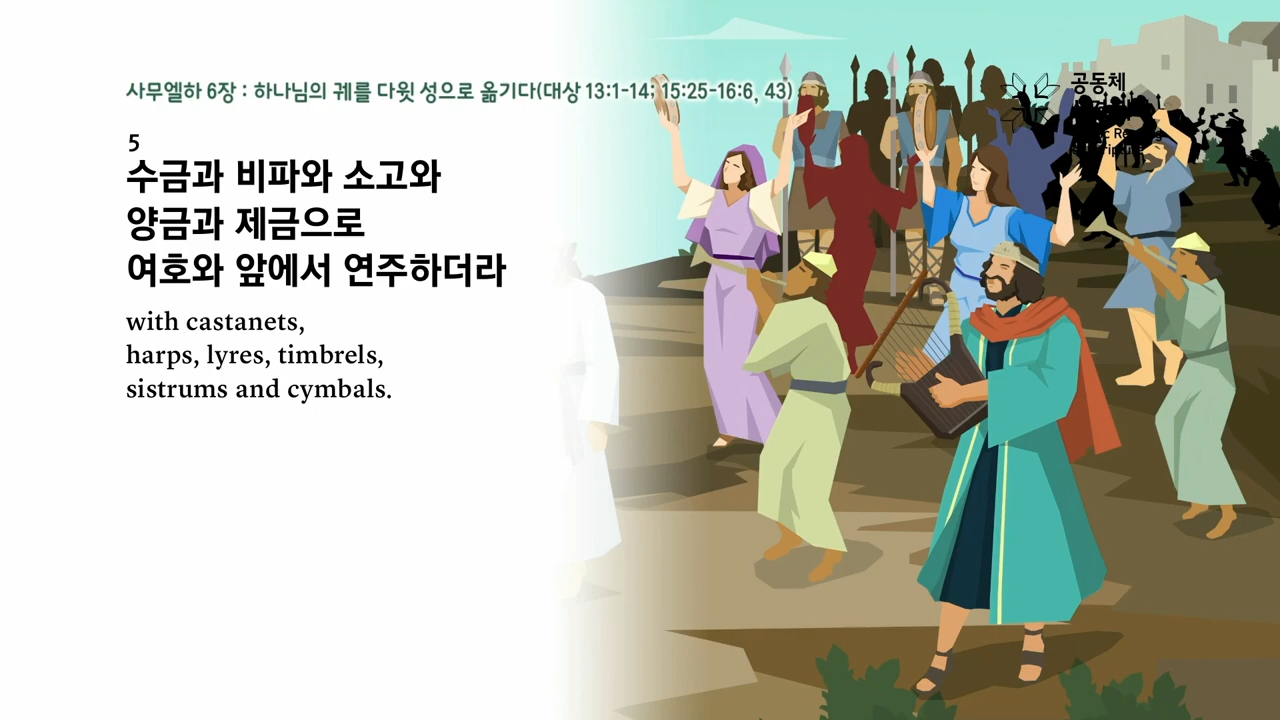 사무엘하 6장 : 하나님의 궤를 다윗 성으로 옮기다(대상 13:1-14; 15:25-16:6, 43)
공동체
5
수금과 비파와 소고와
양금과 제금으로
여호와 앞에서 연주하더라
with castanets,
harps, lyres, timbrels,
sistrums and cymbals.